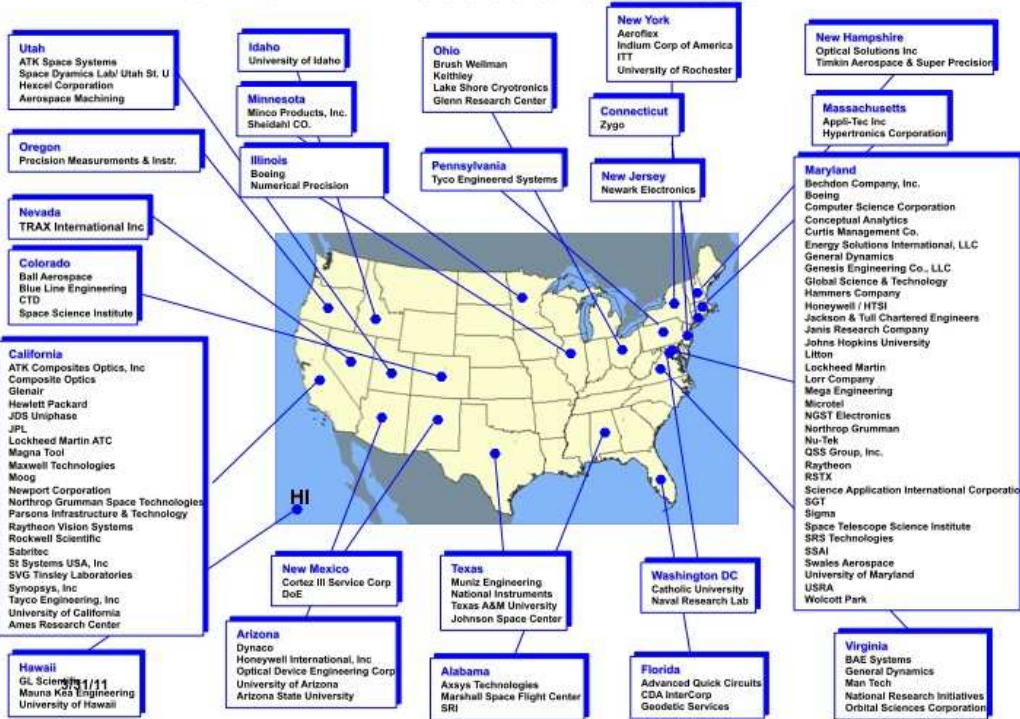 Utah
ATK Space Systems
Space Dyamics Lab/ Utah St. U
Hexcel Corporation
Aerospace Machining
Idaho
University of Idaho
Minnesota
Minco Products, Inc.
Sheidahl CO.
Illinois
Boeing
Numerical Precision
Ohio
Brush Wellman
Keithley
Lake Shore Cryotronics
Glenn Research Center
Pennsylvania
Tyco Engineered Systems
New York
Aeroflex
Indium Corp of America
ITT
University of Rochester
Connecticut
Zygo
New Jersey
Newark Electronics
New Hampshire
Optical Solutions Inc
Timkin Aerospace & Super Precision
Massachusetts
Appli-Tec Inc
Hypertronics Corporation
Oregon
Precision Measurements & Instr.
Nevada
TRAX International Inc
Colorado
Ball Aerospace
Blue Line Engineering
CTD
Space Science Institute
California
ATK Composites Optics, Inc
Composite Optics
Glenair
Hewlett Packard
JDS Uniphase
JPL
Lockheed Martin ATC
Magna Tool
Maxwell Technologies
Moog
Newport Corporation
Northrop Grumman Space Technologies
Parsons Infrastructure & Technology
Raytheon Vision Systems
Rockwell Scientific
Sabritec
St Systems USA, Inc
SVG Tinsley Laboratories
Synopsys, Inc
Tayco Engineering, Inc
University of California
Ames Research Center
HI
Maryland
Bechdon Company, Inc.
Boeing
Computer Science Corporation
Conceptual Analytics
Curtis Management Co.
Energy Solutions International, LLC
General Dynamics
Genesis Engineering Co., LLC
Global Science & Technology
Hammers Company
Honeywell / HTSI
Jackson & Tull Chartered Engineers
Janis Research Company
Johns Hopkins University
Litton
Lockheed Martin
Lorr Company
Mega Engineering
Microtel
NGST Electronics
Northrop Grumman
Nu-Tek
QSS Group, Inc.
Raytheon
RSTX
Science Application International Corporatio
SGT
Sigma
Space Telescope Science Institute
SRS Technologies
SSAI
Swales Aerospace
University of Maryland
USRA
Wolcott Park
Hawaii
GL Scientific
3/31/11
Mauna Kea Engineering
University of Hawaii
New Mexico
Cortez III Service Corp
DoE
Arizona
Dynaco
Honeywell International, Inc
Optical Device Engineering Corp
University of Arizona
Arizona State University
Texas
Muniz Engineering
National Instruments
Texas A&M University
Johnson Space Center
Alabama
Axsys Technologies
Marshall Space Flight Center
SRI
Washington DC
Catholic University
Naval Research Lab
Florida
Advanced Quick Circuits
CDA InterCorp
Geodetic Services
Virginia
BAE Systems
General Dynamics
Man Tech
National Research Initiatives
Orbital Sciences Corporation